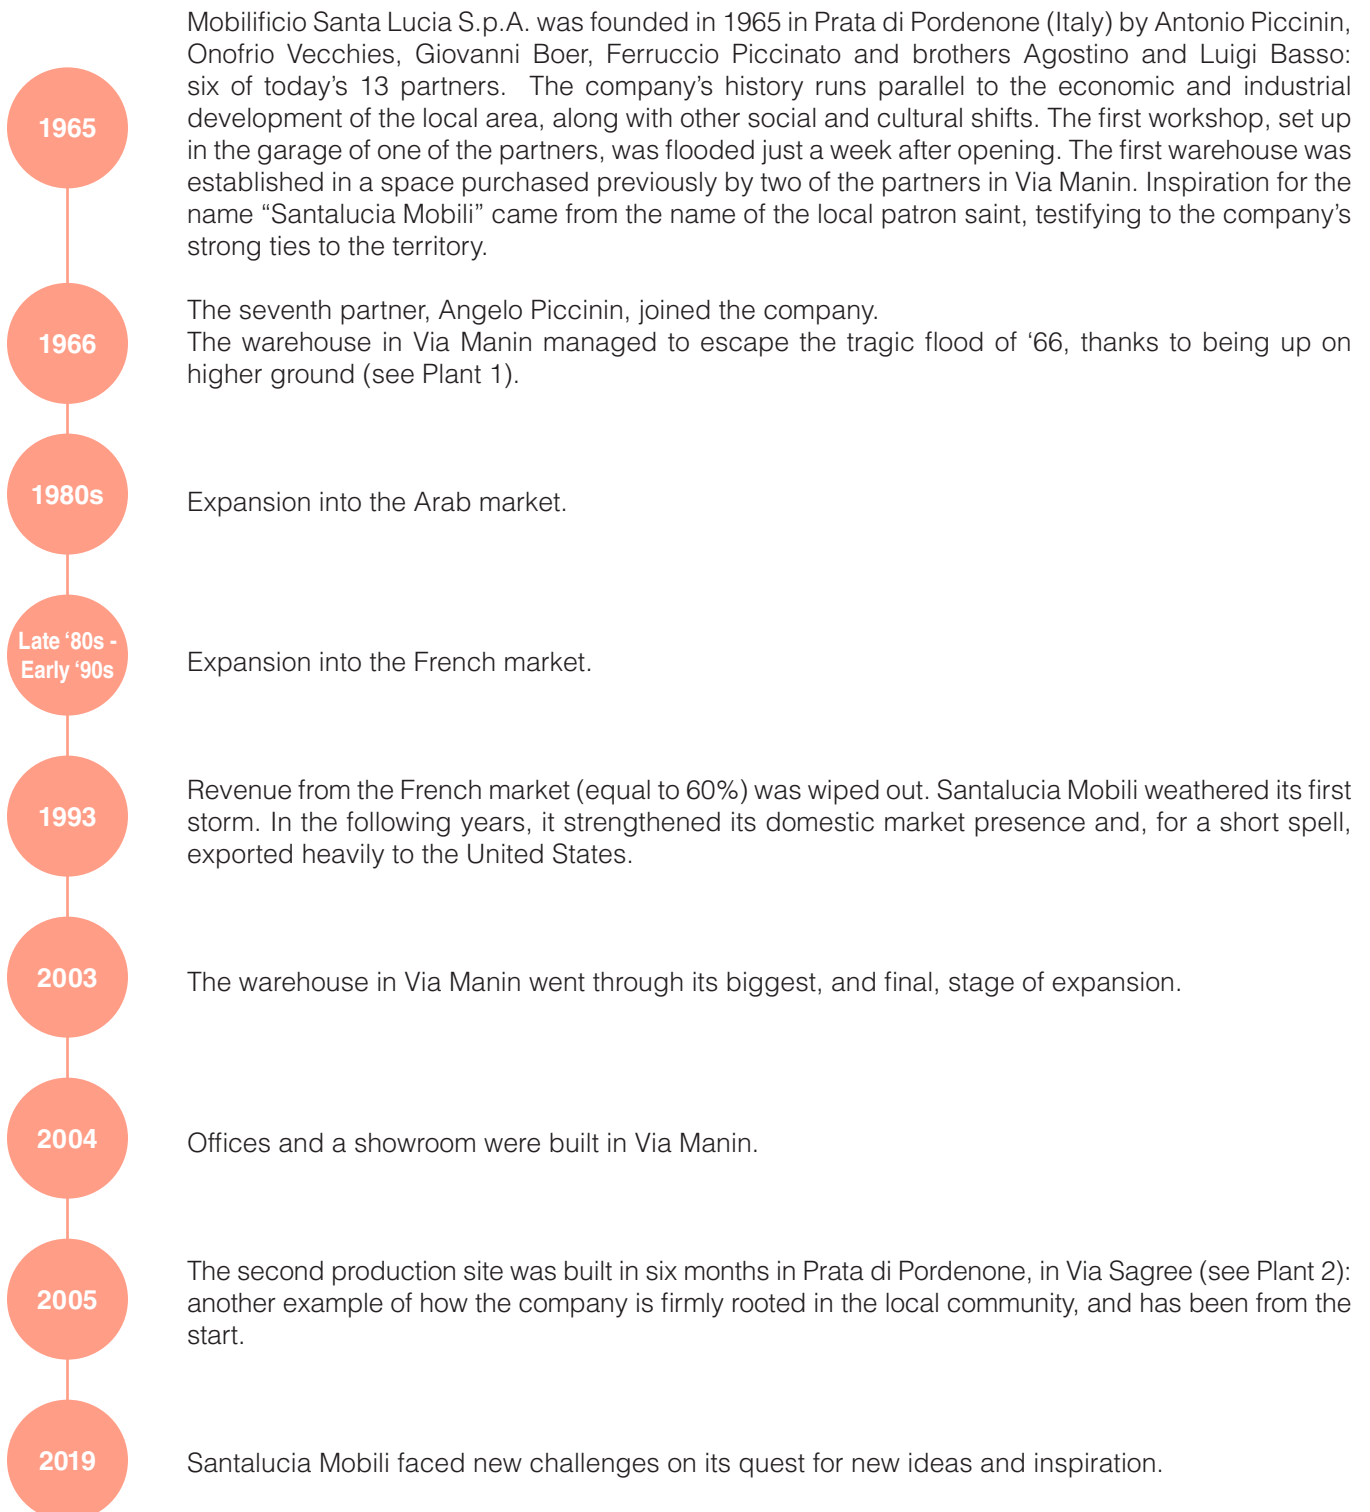 1965
Mobilificio Santa Lucia S.p.A. was founded in 1965 in Prata di Pordenone (Italy) by Antonio Piccinin,
Onofrio Vecchies, Giovanni Boer, Ferruccio Piccinato and brothers Agostino and Luigi Basso:
six of today’s 13 partners.  The company’s history runs parallel to the economic and industrial
development of the local area, along with other social and cultural shifts. The first workshop, set up
in the garage of one of the partners, was flooded just a week after opening. The first warehouse was
established in a space purchased previously by two of the partners in Via Manin. Inspiration for the
name “Santalucia Mobili” came from the name of the local patron saint, testifying to the company’s
strong ties to the territory.
1966
The seventh partner, Angelo Piccinin, joined the company.
The warehouse in Via Manin managed to escape the tragic flood of ‘66, thanks to being up on
higher ground (see Plant 1).
1980s
Expansion into the Arab market.
Late ‘80s -
Early ‘90s
Expansion into the French market.
1993
Revenue from the French market (equal to 60%) was wiped out. Santalucia Mobili weathered its first
storm. In the following years, it strengthened its domestic market presence and, for a short spell,
exported heavily to the United States.
2003
The warehouse in Via Manin went through its biggest, and final, stage of expansion.
2004
Offices and a showroom were built in Via Manin.
2005
The second production site was built in six months in Prata di Pordenone, in Via Sagree (see Plant 2):
another example of how the company is firmly rooted in the local community, and has been from the
start.
2019
Santalucia Mobili faced new challenges on its quest for new ideas and inspiration.